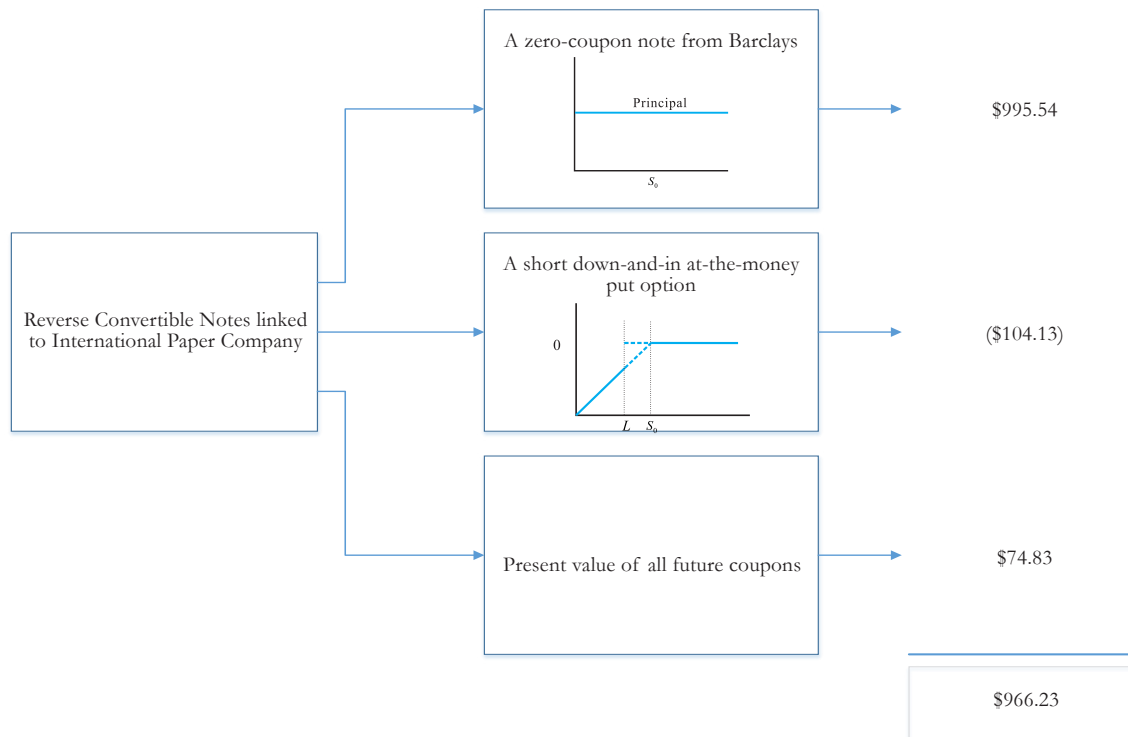 A zero-coupon note from Barclays
Principal
S₀
$995.54
Reverse Convertible Notes linked
to International Paper Company
A short down-and-in at-the-money
put option
0
L S₀
($104.13)
Present value of all future coupons
$74.83
$966.23